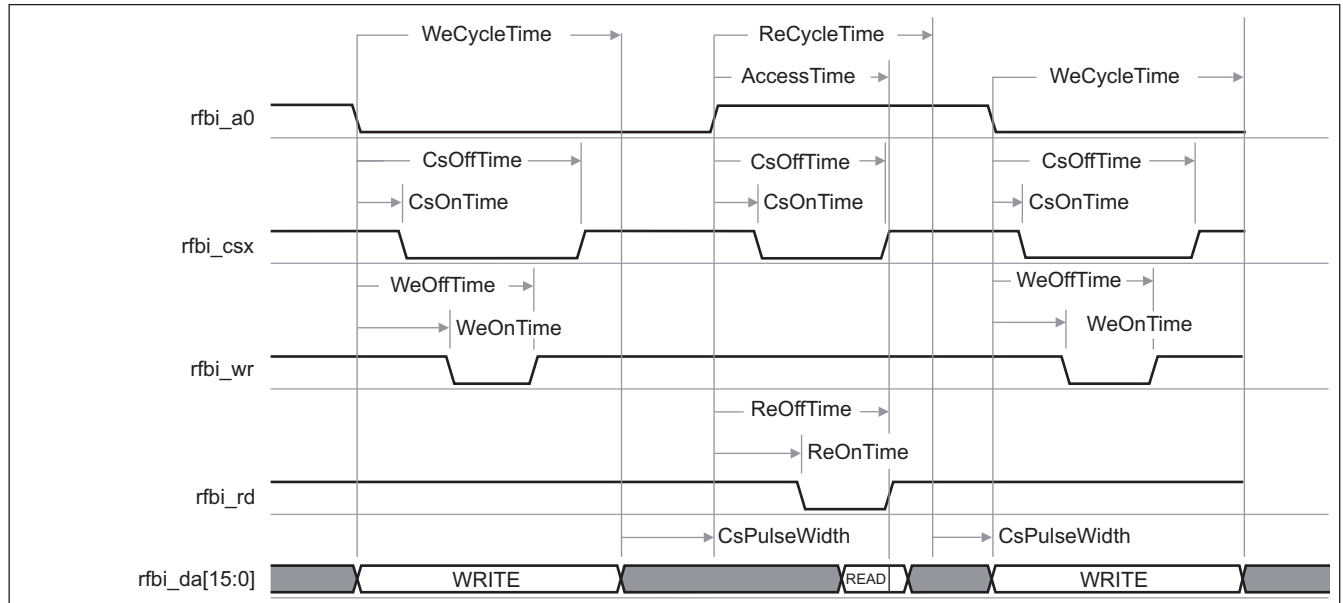 WeCycleTime ReCycleTime
AccessTime WeCycleTime
rfbi_a0
CsOffTime CsOffTime CsOffTime
CsOnTime CsOnTime CsOnTime
rfbi_csx
WeOffTime WeOffTime
WeOnTime WeOnTime
rfbi_wr
ReOffTime
ReOnTime
rfbi_rd
CsPulseWidth CsPulseWidth
rfbi_da[15:0] WRITE READ WRITE